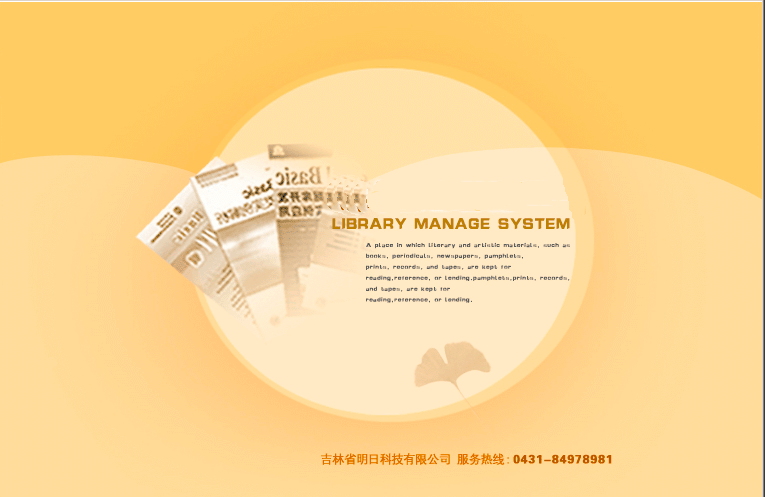 Basic
LIBRARY MANAGE SYSTEM
A place in which literary and artistic materials, such as
books, periodicals, newspapers, pamphlets,
prints, records, and tapes, are kept for
reading,reference, or lending.pamphlets,prints, records,
and tapes, are kept for
reading,reference, or lending.
吉林省明日科技有限公司 服务热线:0431-84978981